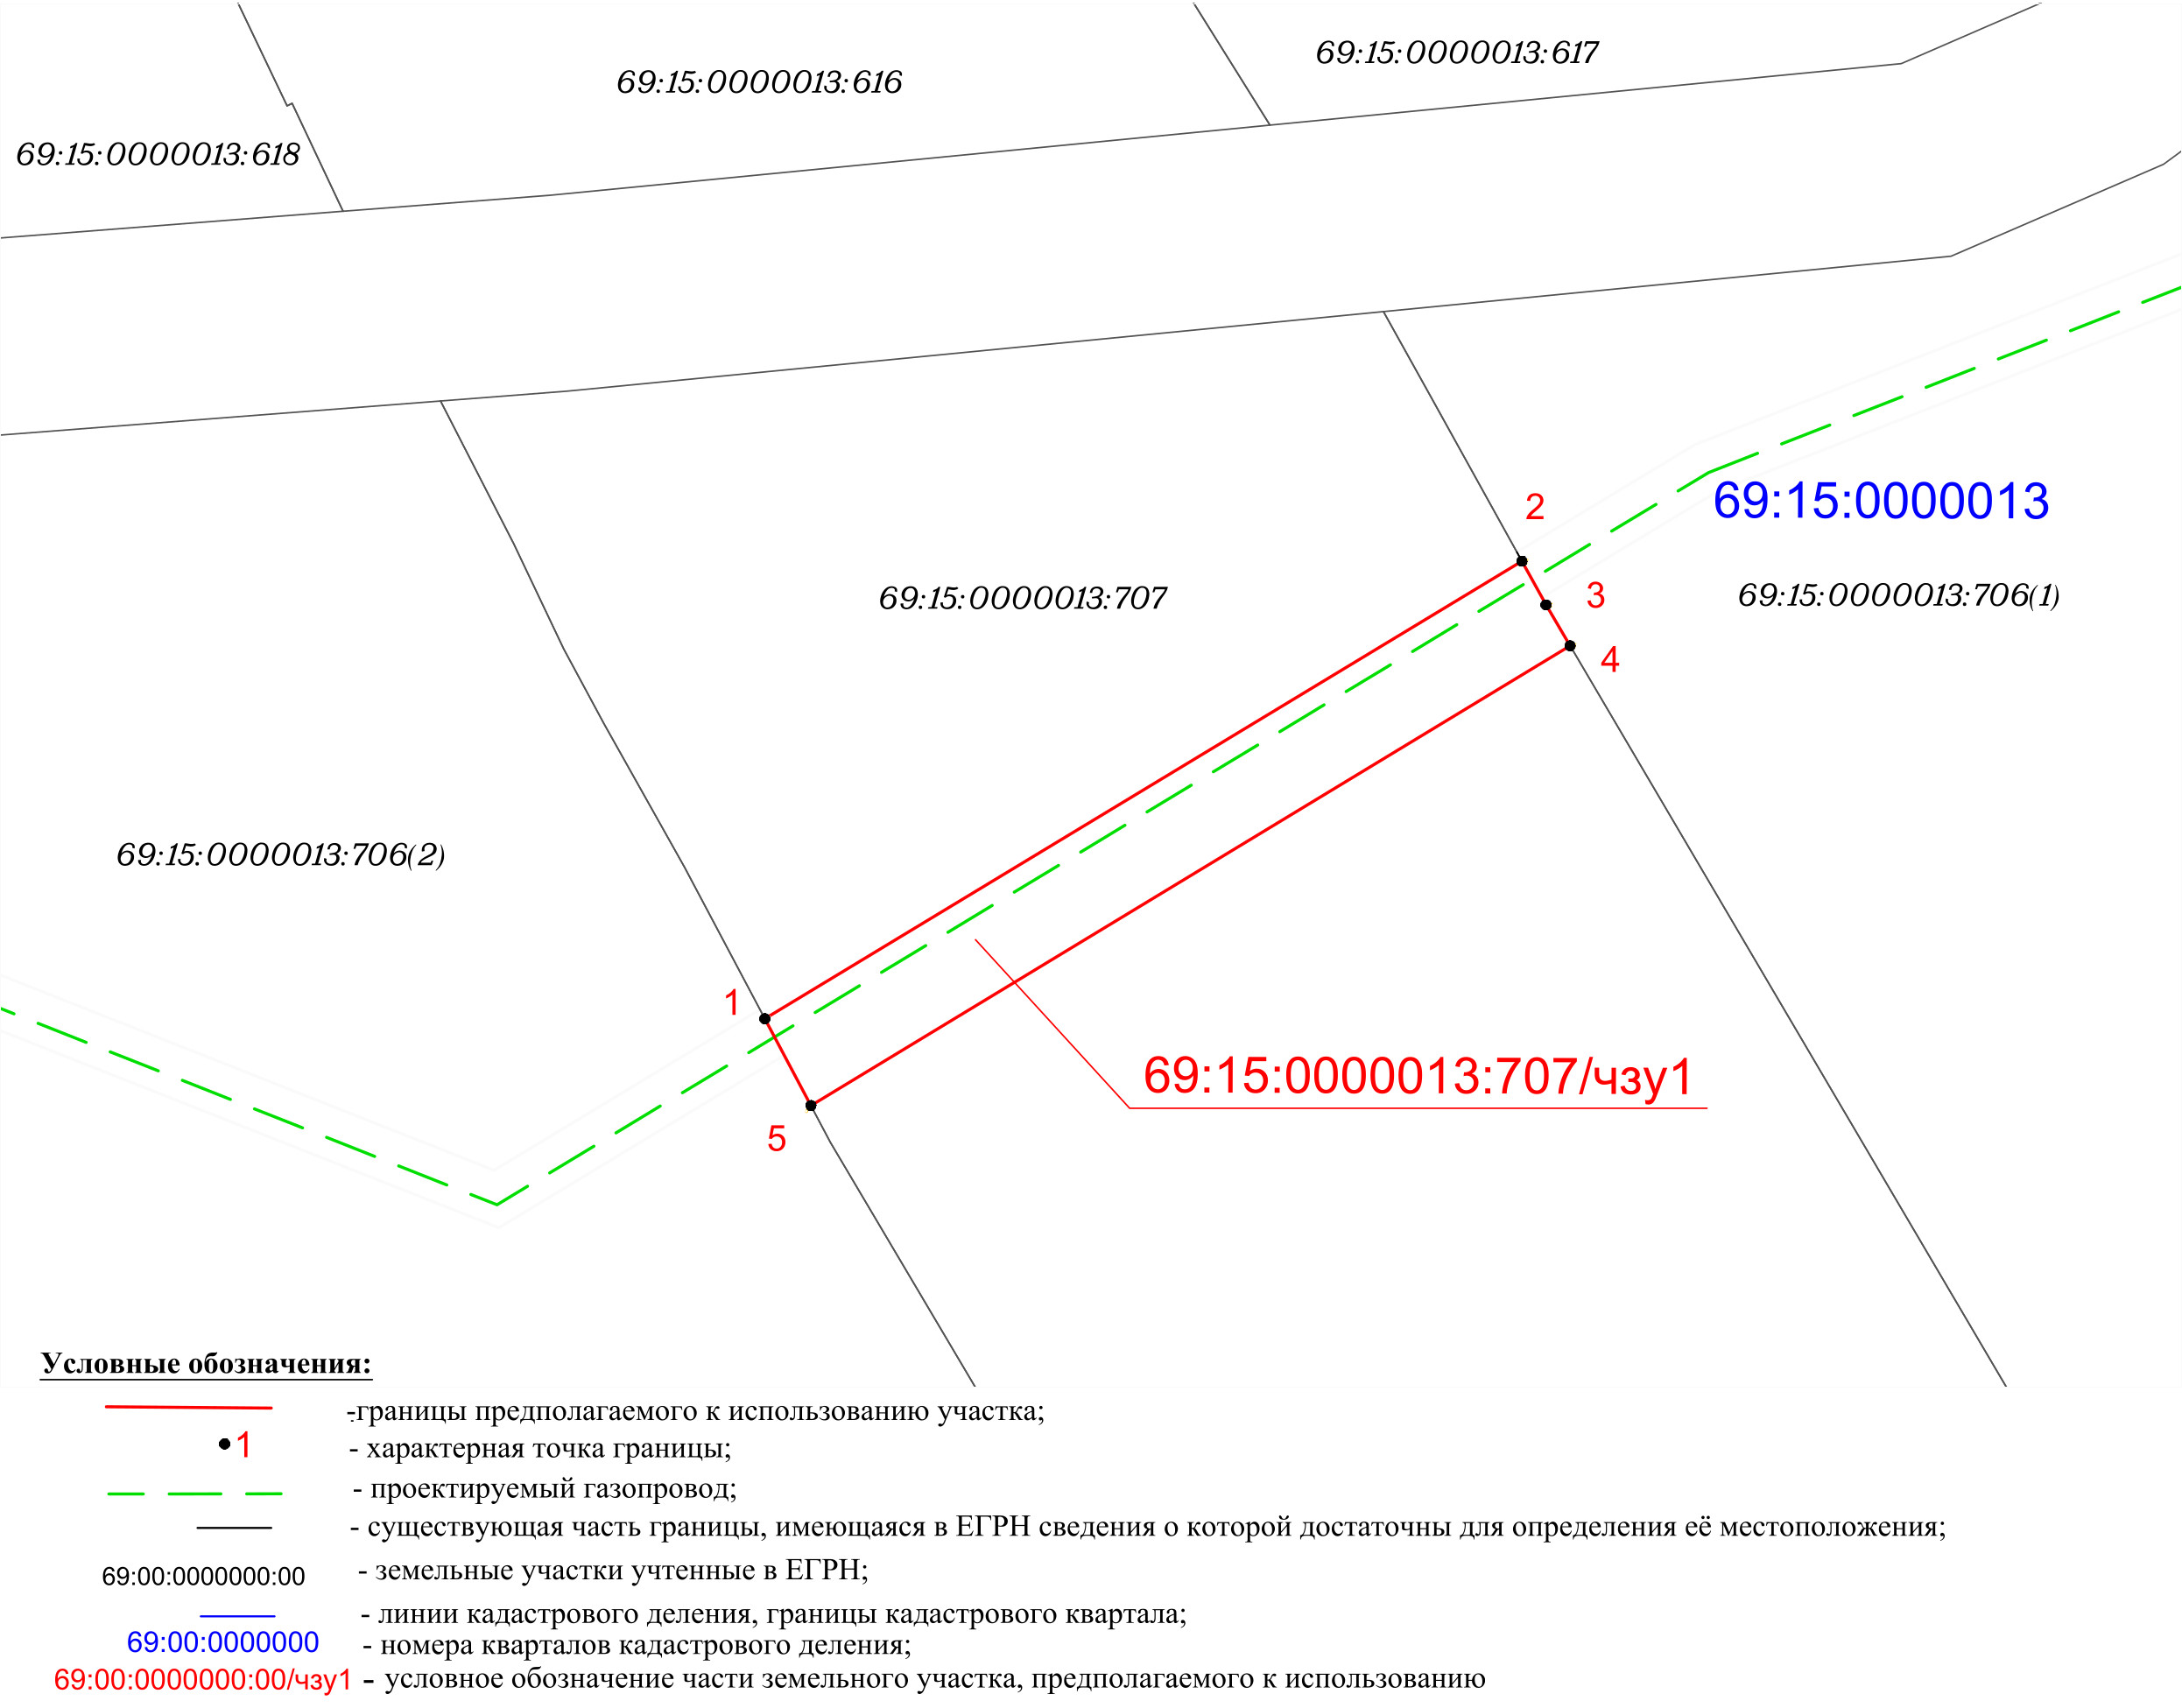 69:15:0000013:617
69:15:0000013:616
69:15:0000013:618
2
69:15:0000013
3
69:15:0000013:707
69:15:0000013:706(1)
4
69:15:0000013:706(2)
1
69:15:0000013:707/чзу1
5
Условные обозначения:
-границы предполагаемого к использованию участка;
1 - характерная точка границы;
- проектируемый газопровод;
- существующая часть границы, имеющаяся в ЕГРН сведения о которой достаточны для определения её местоположения;
69:00:0000000:00 - земельные участки учтенные в ЕГРН;
- линии кадастрового деления, границы кадастрового квартала;
69:00:0000000 - номера кварталов кадастрового деления;
69:00:0000000:00/чзу1 - условное обозначение части земельного участка, предполагаемого к использованию